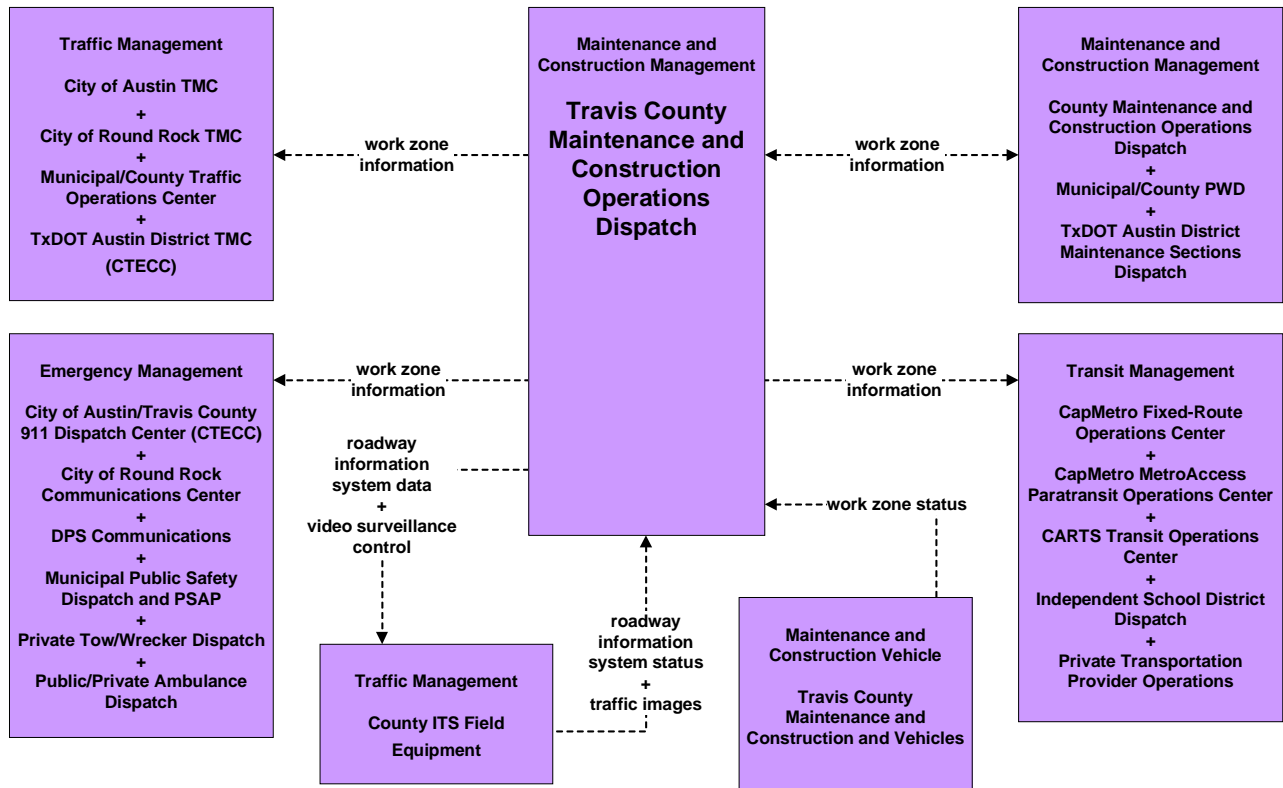 Traffic Management
City of Austin TMC
+
City of Round Rock TMC
+
Municipal/County Traffic
Operations Center
+
TxDOT Austin District TMC
(CTECC)
work zone
information
Maintenance and
Construction Management
Travis County
Maintenance and
Construction
Operations
Dispatch
work zone
information
Maintenance and
Construction Management
County Maintenance and
Construction Operations
Dispatch
+
Municipal/County PWD
+
TxDOT Austin District
Maintenance Sections
Dispatch
Emergency Management
City of Austin/Travis County
911 Dispatch Center (CTECC)
+
City of Round Rock
Communications Center
+
DPS Communications
+
Municipal Public Safety
Dispatch and PSAP
+
Private Tow/Wrecker Dispatch
+
Public/Private Ambulance
Dispatch
work zone
information
roadway
information
system data
+
video surveillance
control
work zone
information
Transit Management
CapMetro Fixed-Route
Operations Center
+
CapMetro MetroAccess
Paratransit Operations Center
+
CARTS Transit Operations
Center
+
Independent School District
Dispatch
+
Private Transportation
Provider Operations
work zone status
Traffic Management
County ITS Field
Equipment
roadway
information
system status
+
traffic images
Maintenance and
Construction Vehicle
Travis County
Maintenance and
Construction and Vehicles